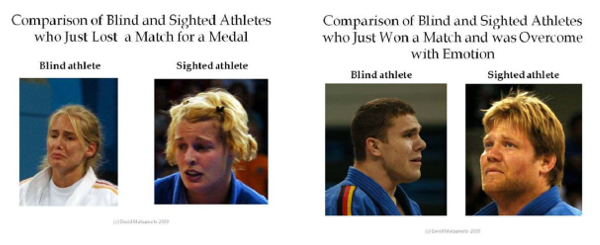 Comparison of Blind and Sighted Athletes
who Just Lost a Match for a Medal
Blind athlete
Sighted athlete
(c) David Matsumoto 2009
Comparison of Blind and Sighted Athletes
who Just Won a Match and was Overcome
with Emotion
Blind athlete
Sighted athlete
(c) David Matsumoto 2009